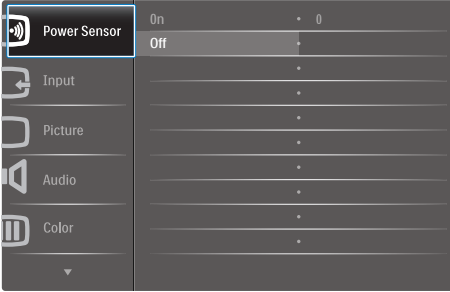 Power Sensor
Input
Picture
Audio
Color
On • 0
Off •
•
•
•
•
•
•
•
•
▼